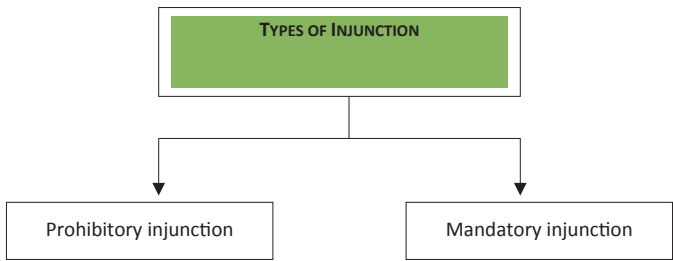 TYPES OF INJUNCTION
Prohibitory injunction
Mandatory injunction